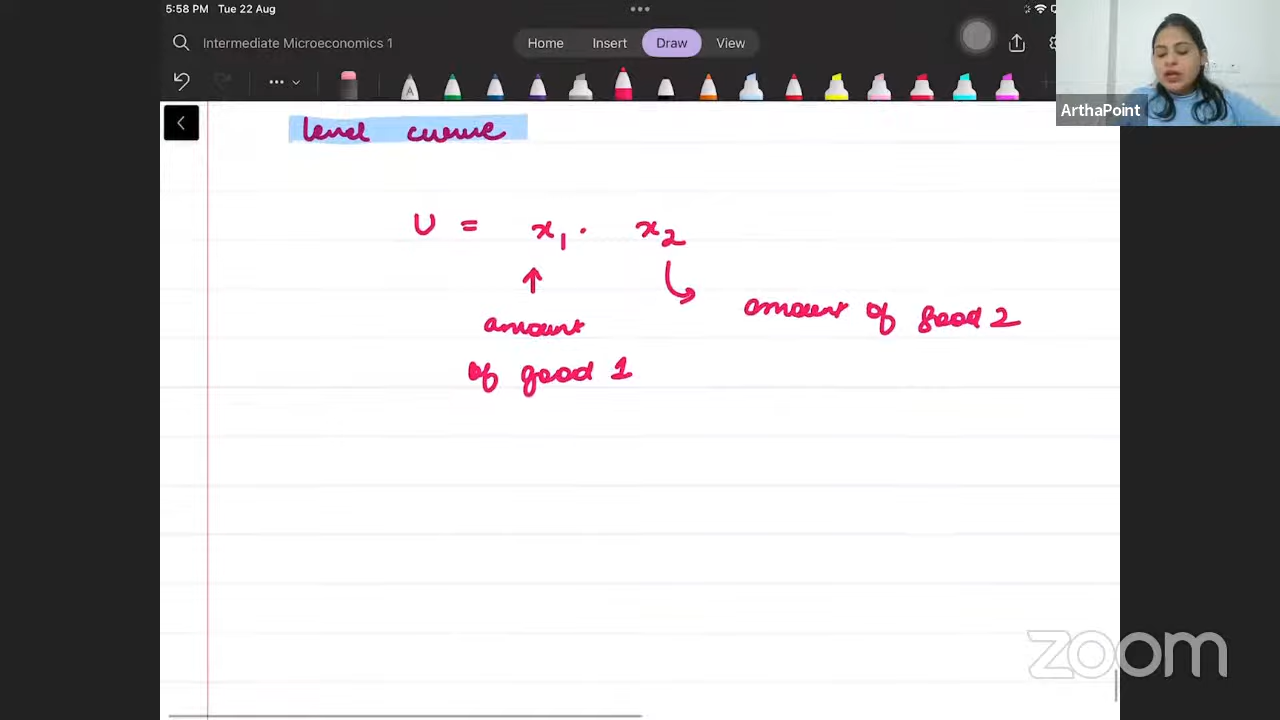 5:58 PM Tue 22 Aug
Intermediate Microeconomics 1
Home Insert Draw View
A
ArthaPoint
level curve
U = x₁ · x₂
amount of good 2
amount
of good 1
zoom